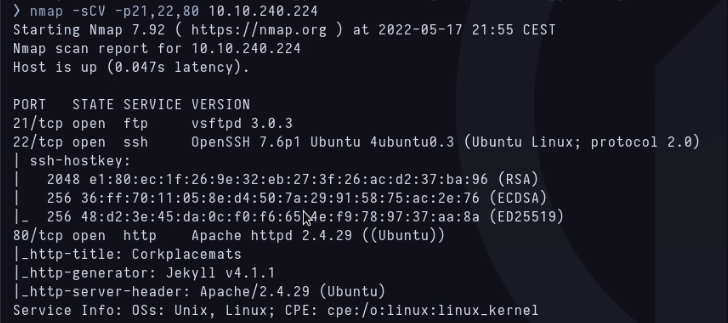 ❯ nmap -sCV -p21,22,80 10.10.240.224
Starting Nmap 7.92 ( https://nmap.org ) at 2022-05-17 21:55 CEST
Nmap scan report for 10.10.240.224
Host is up (0.047s latency).
PORT   STATE SERVICE VERSION
21/tcp open  ftp     vsftpd 3.0.3
22/tcp open  ssh     OpenSSH 7.6p1 Ubuntu 4ubuntu0.3 (Ubuntu Linux; protocol 2.0)
| ssh-hostkey:
|   2048 e1:80:ec:1f:26:9e:32:eb:27:3f:26:ac:d2:37:ba:96 (RSA)
|   256 36:ff:70:11:05:8e:d4:50:7a:29:91:58:75:ac:2e:76 (ECDSA)
|_  256 48:d2:3e:45:da:0c:f0:f6:65:4e:f9:78:97:37:aa:8a (ED25519)
80/tcp open  http    Apache httpd 2.4.29 ((Ubuntu))
|_http-title: Corkplacemats
|_http-generator: Jekyll v4.1.1
|_http-server-header: Apache/2.4.29 (Ubuntu)
Service Info: OSs: Unix, Linux; CPE: cpe:/o:linux:linux_kernel